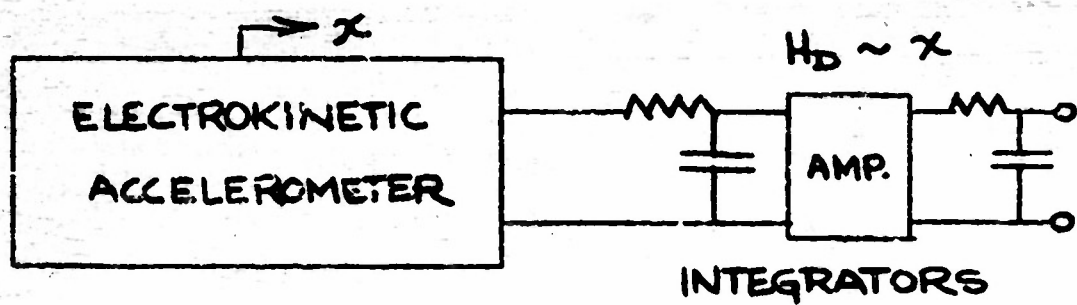 x
ELECTROKINETIC
ACCELEROMETER
H_D ~ x
AMP.
INTEGRATORS